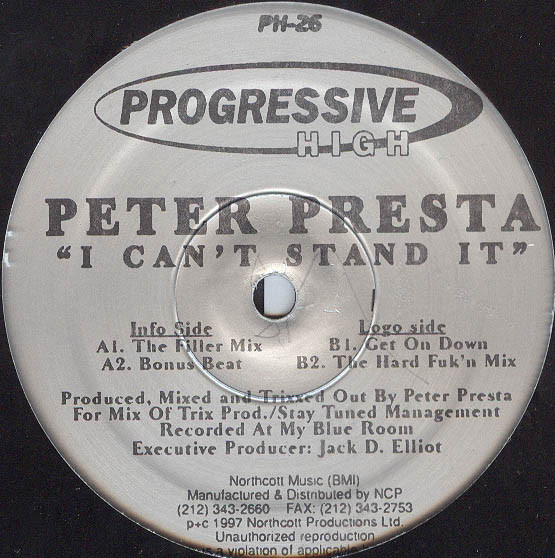 PH-26
PROGRESSIVE
HIGH
PETER PRESTA
"I CAN'T STAND IT"
Info Side
A1. The Filler Mix
A2. Bonus Beat
Logo side
B1. Get On Down
B2. The Hard Fuk'n Mix
Produced, Mixed and Trixxed Out By Peter Presta
For Mix Of Trix Prod./Stay Tuned Management
Recorded At My Blue Room
Executive Producer: Jack D. Elliot
Northcott Music (BMI)
Manufactured & Distributed by NCP
(212) 343-2660 FAX: (212) 343-2753
p+c 1997 Northcott Productions Ltd.
Unauthorized reproduction
is a violation of applicable